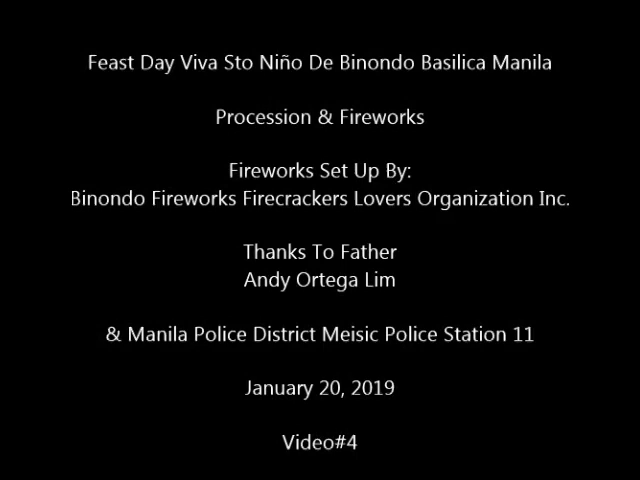 Feast Day Viva Sto Niño De Binondo Basilica Manila
Procession & Fireworks
Fireworks Set Up By:
Binondo Fireworks Firecrackers Lovers Organization Inc.
Thanks To Father
Andy Ortega Lim
& Manila Police District Meisic Police Station 11
January 20, 2019
Video#4